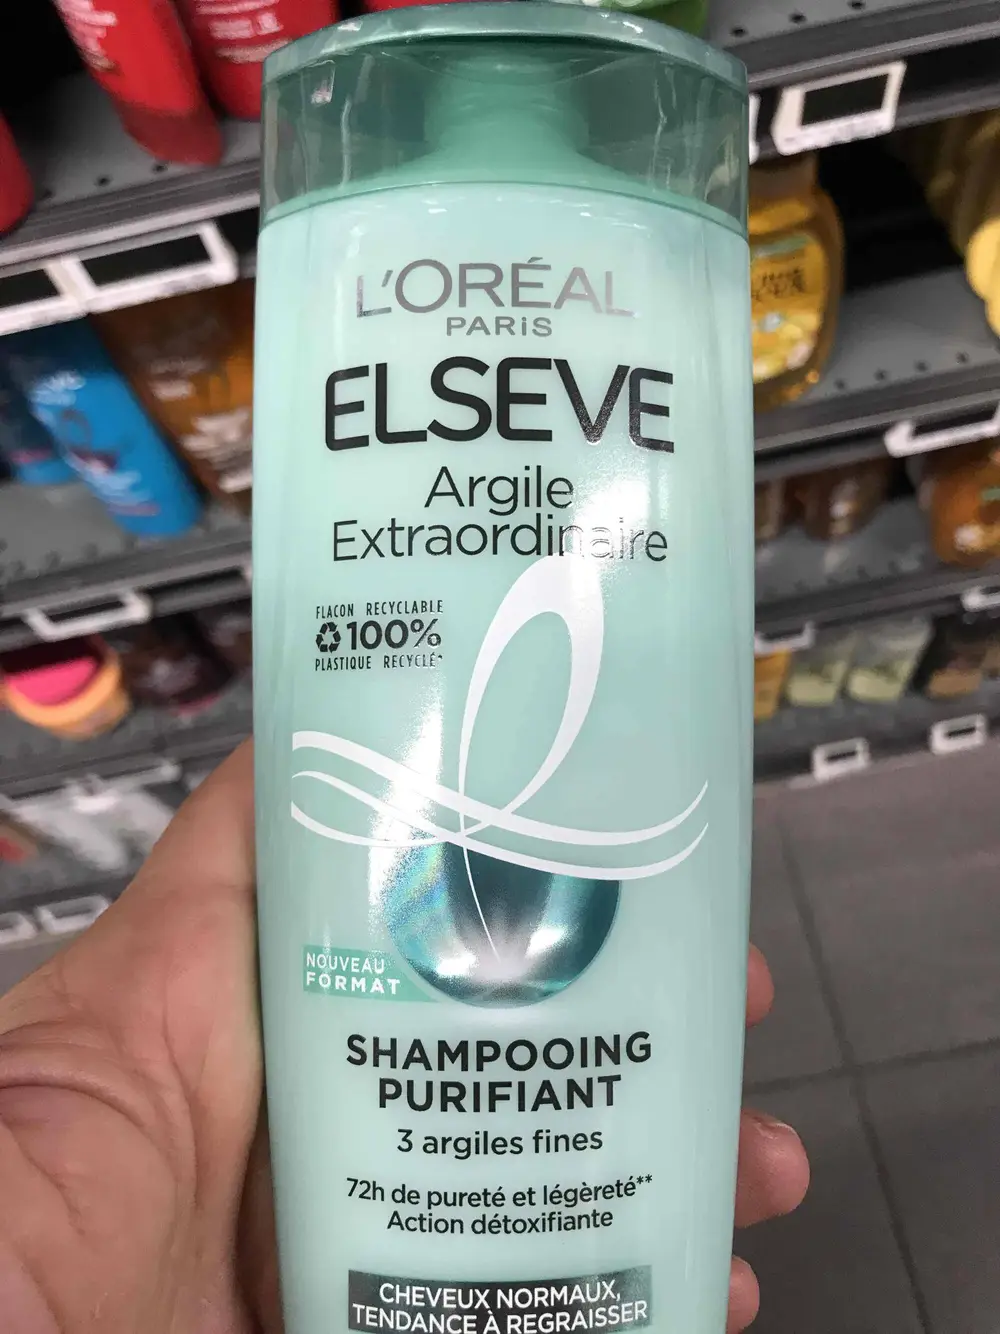 L'ORÉAL
PARIS
ELSEVE
Argile
Extraordinaire
FLACON RECYCLABLE
100%
PLASTIQUE RECYCLÉ*
NOUVEAU
FORMAT
SHAMPOOING
PURIFIANT
3 argiles fines
72h de pureté et légèreté**
Action détoxifiante
CHEVEUX NORMAUX,
TENDANCE À REGRAISSER